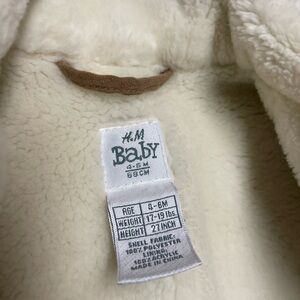 H&M
Baby
4-6M
68CM
AGE 4-6M
WEIGHT 17-19 lbs.
HEIGHT 27 INCH
SHELL FABRIC:
100% POLYESTER
LINING:
100% ACRYLIC
MADE IN CHINA